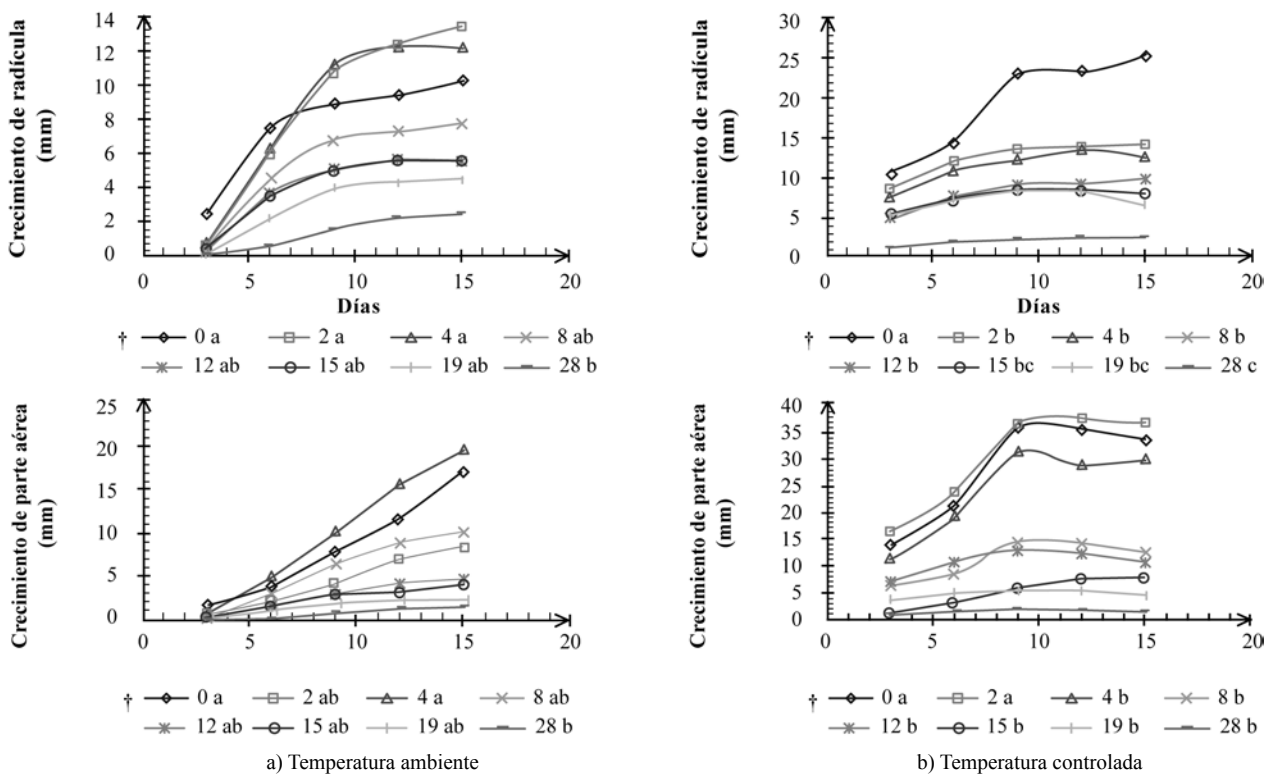 Crecimiento de radícula
(mm)
14
12
10
8
6
4
2
0
0 5 10 15 20
Días
† 0 a 2 a 4 a 8 ab
12 ab 15 ab 19 ab 28 b
Crecimiento de radícula
(mm)
30
25
20
15
10
5
0
0 5 10 15 20
Días
† 0 a 2 b 4 b 8 b
12 b 15 bc 19 bc 28 c
Crecimiento de parte aérea
(mm)
25
20
15
10
5
0
0 5 10 15 20
† 0 a 2 ab 4 a 8 ab
12 ab 15 ab 19 ab 28 b
a) Temperatura ambiente
Crecimiento de parte aérea
(mm)
40
35
30
25
20
15
10
5
0
0 5 10 15 20
† 0 a 2 a 4 b 8 b
12 b 15 b 19 b 28 b
b) Temperatura controlada